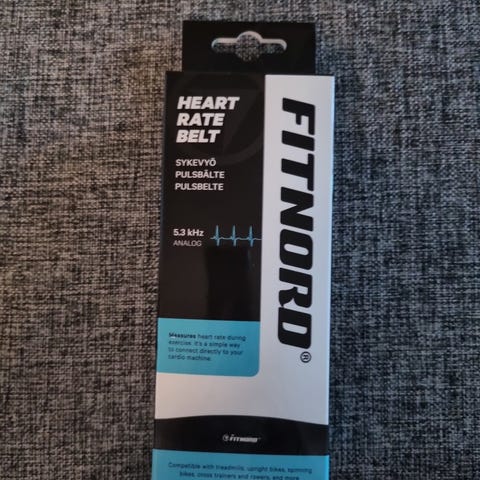 HEART
RATE
BELT
SYKEVYÖ
PULSBÄLTE
PULSBELTE
5.3 kHz
ANALOG
FITNORD®
Measures heart rate during
exercise. It's a simple way
to connect directly to your
cardio machine.
FITNORD™
Compatible with treadmills, upright bikes, spinning
bikes, cross trainers and rowers, and more